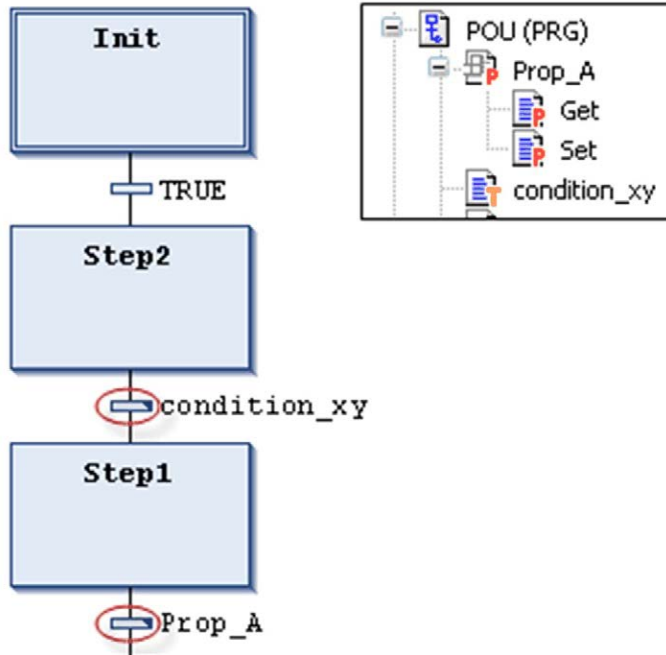 Init
TRUE
Step2
condition_xy
Step1
Prop_A
POU (PRG)
Prop_A
Get
Set
condition_xy